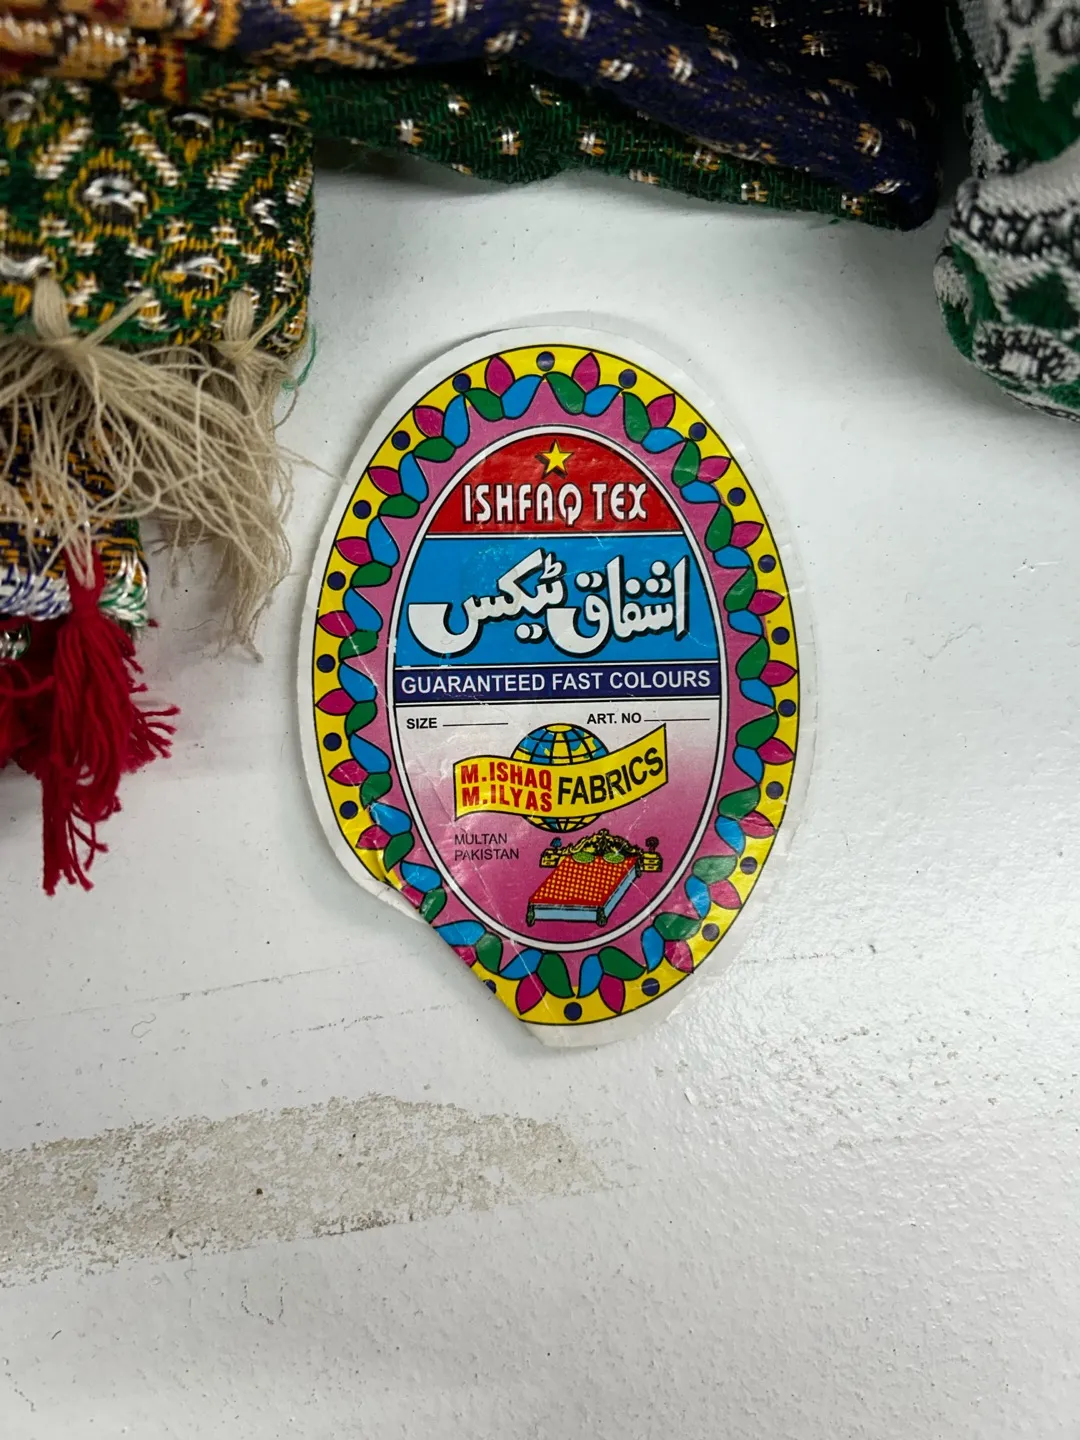 ISHFAQ TEX
اشفاق ٹیکس
GUARANTEED FAST COLOURS
SIZE ART. NO
M.ISHAQ
M.ILYAS FABRICS
MULTAN
PAKISTAN